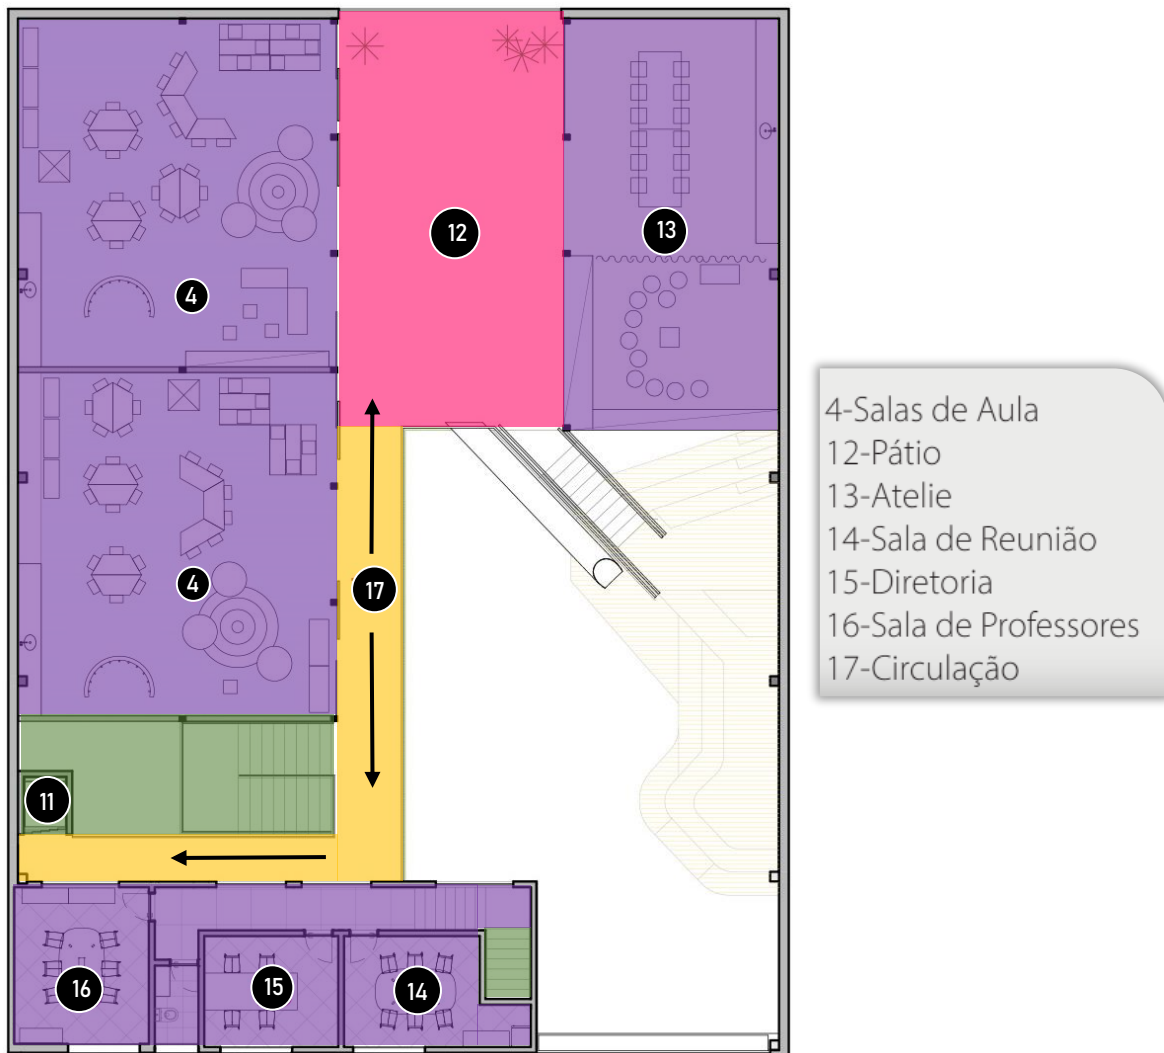 12
13
4
4
17
11
16
15
14
4-Salas de Aula
12-Pátio
13-Atelie
14-Sala de Reunião
15-Diretoria
16-Sala de Professores
17-Circulação